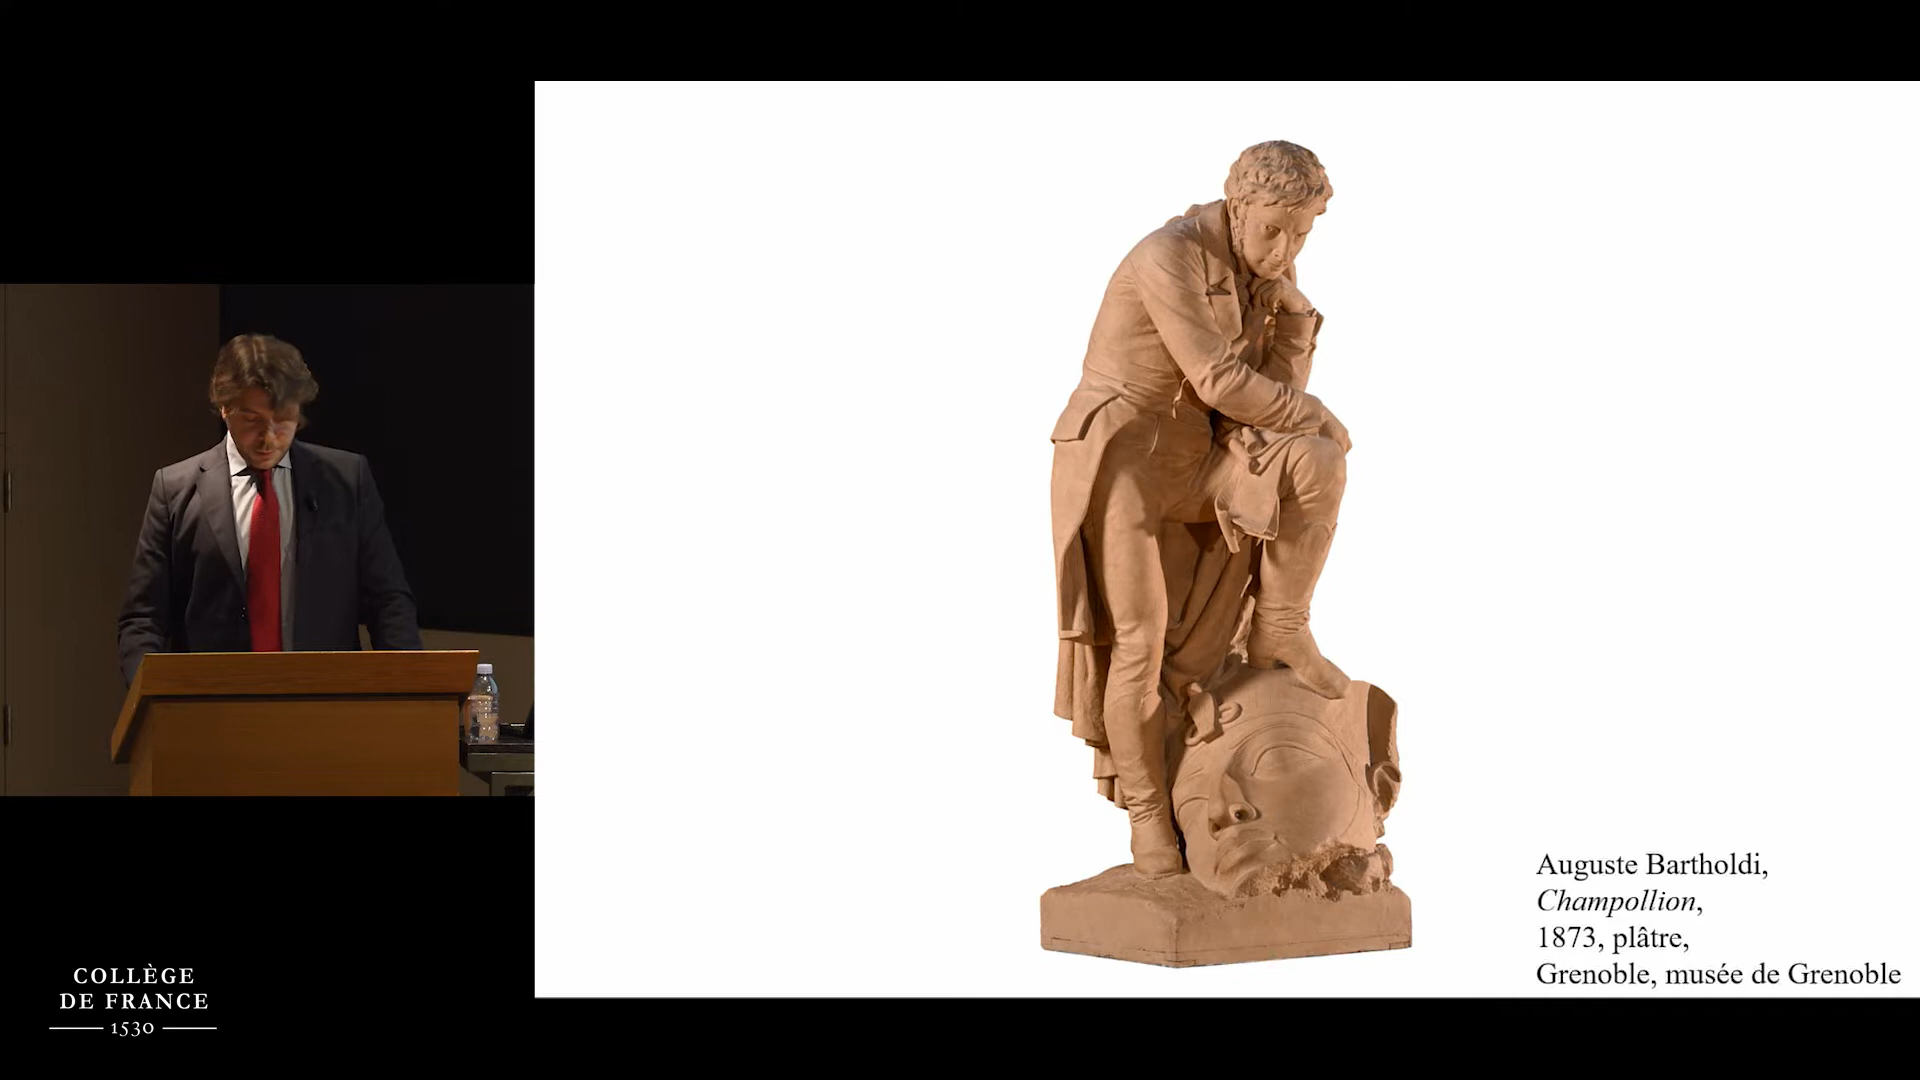 Auguste Bartholdi,
Champollion,
1873, plâtre,
Grenoble, musée de Grenoble
COLLÈGE
DE FRANCE
1530